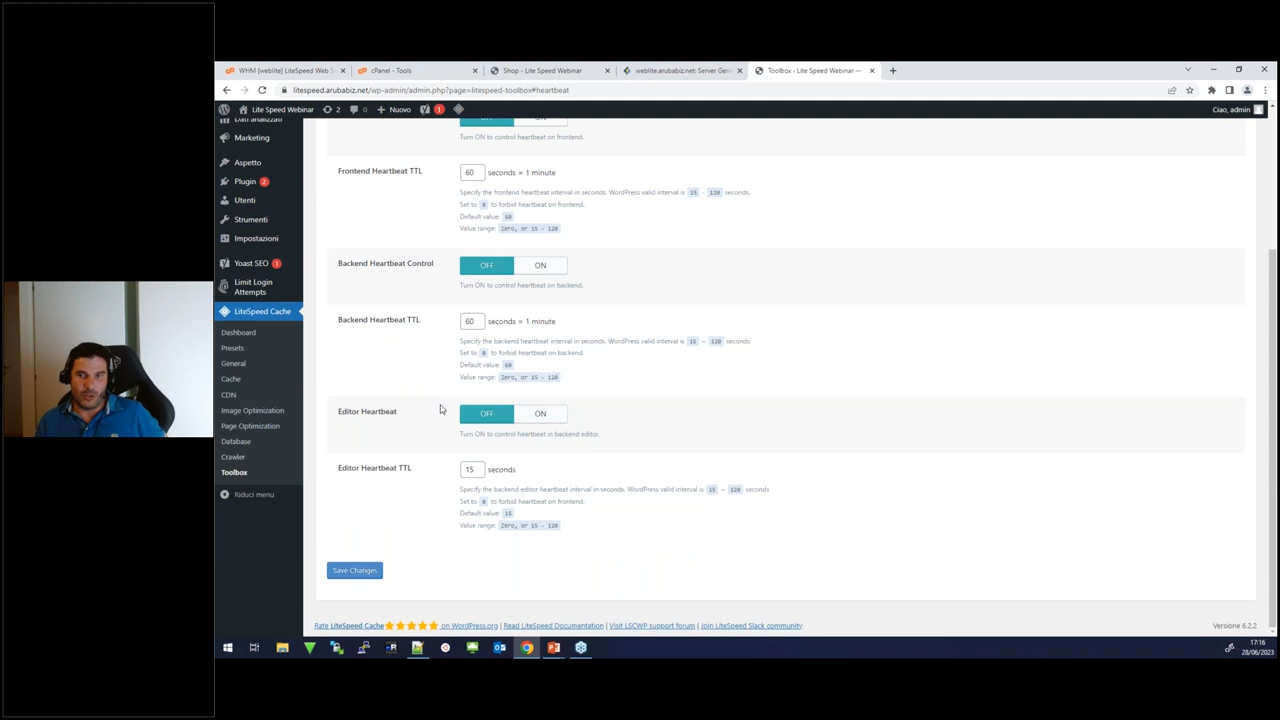 WHM [weblite] LiteSpeed Web S
cPanel - Tools
Shop - Lite Speed Webinar
weblite.arubabiz.net: Server Gen
Toolbox ‹ Lite Speed Webinar —
litespeed.arubabiz.net/wp-admin/admin.php?page=litespeed-toolbox#heartbeat
Lite Speed Webinar
2
0
Nuovo
1
Ciao, admin
Dati analizzati
Marketing
Aspetto
Plugin 2
Utenti
Strumenti
Impostazioni
Yoast SEO 1
Limit Login
Attempts
LiteSpeed Cache
Dashboard
Presets
General
Cache
CDN
Image Optimization
Page Optimization
Database
Crawler
Toolbox
Riduci menu
OFF ON
Turn ON to control heartbeat on frontend.
Frontend Heartbeat TTL
60 seconds = 1 minute
Specify the frontend heartbeat interval in seconds. WordPress valid interval is 15 - 120 seconds.
Set to 0 to forbid heartbeat on frontend.
Default value: 60
Value range: Zero, or 15 - 120
Backend Heartbeat Control
OFF ON
Turn ON to control heartbeat on backend.
Backend Heartbeat TTL
60 seconds = 1 minute
Specify the backend heartbeat interval in seconds. WordPress valid interval is 15 - 120 seconds
Set to 0 to forbid heartbeat on backend.
Default value: 60
Value range: Zero, or 15 - 120
Editor Heartbeat
OFF ON
Turn ON to control heartbeat in backend editor.
Editor Heartbeat TTL
15 seconds
Specify the backend editor heartbeat interval in seconds. WordPress valid interval is 15 - 120 seconds
Set to 0 to forbid heartbeat on frontend.
Default value: 15
Value range: Zero, or 15 - 120
Save Changes
Rate LiteSpeed Cache on WordPress.org | Read LiteSpeed Documentation | Visit LSCWP support forum | Join LiteSpeed Slack community
Versione 6.2.2
17:16
28/06/2023